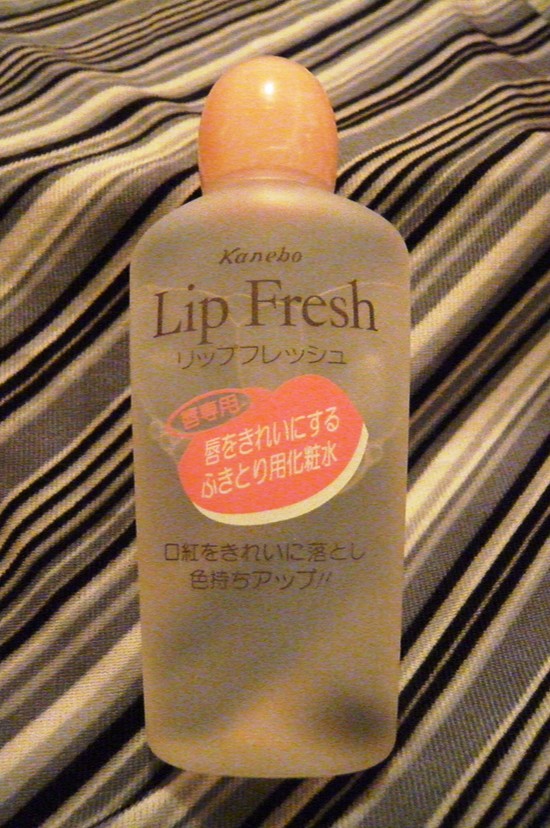 Kanebo
Lip Fresh
リップフレッシュ
唇専用
唇をきれいにする
ふきとり用化粧水
口紅をきれいに落とし
色持ちアップ!!